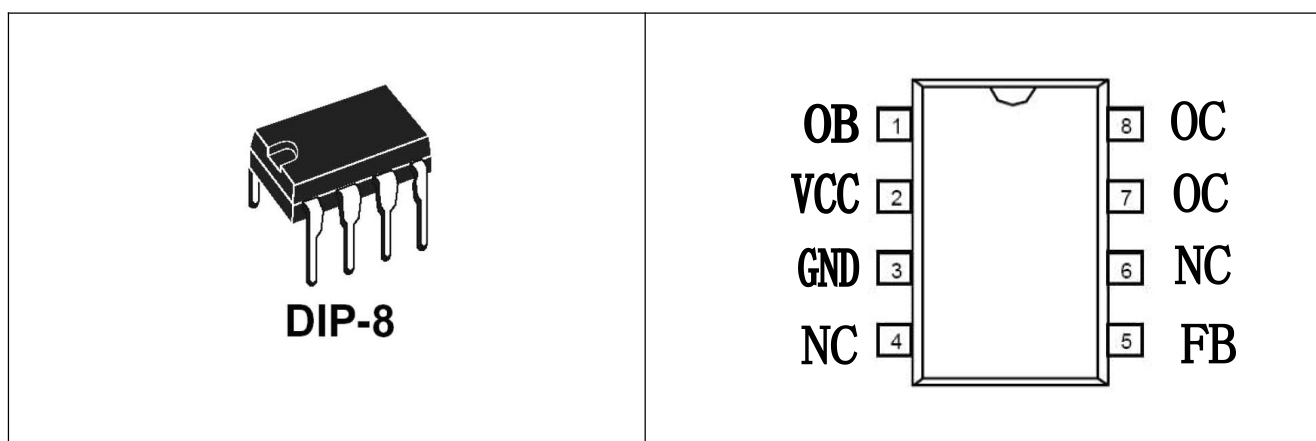 DIP-8
OB 1 8 OC
VCC 2 7 OC
GND 3 6 NC
NC 4 5 FB